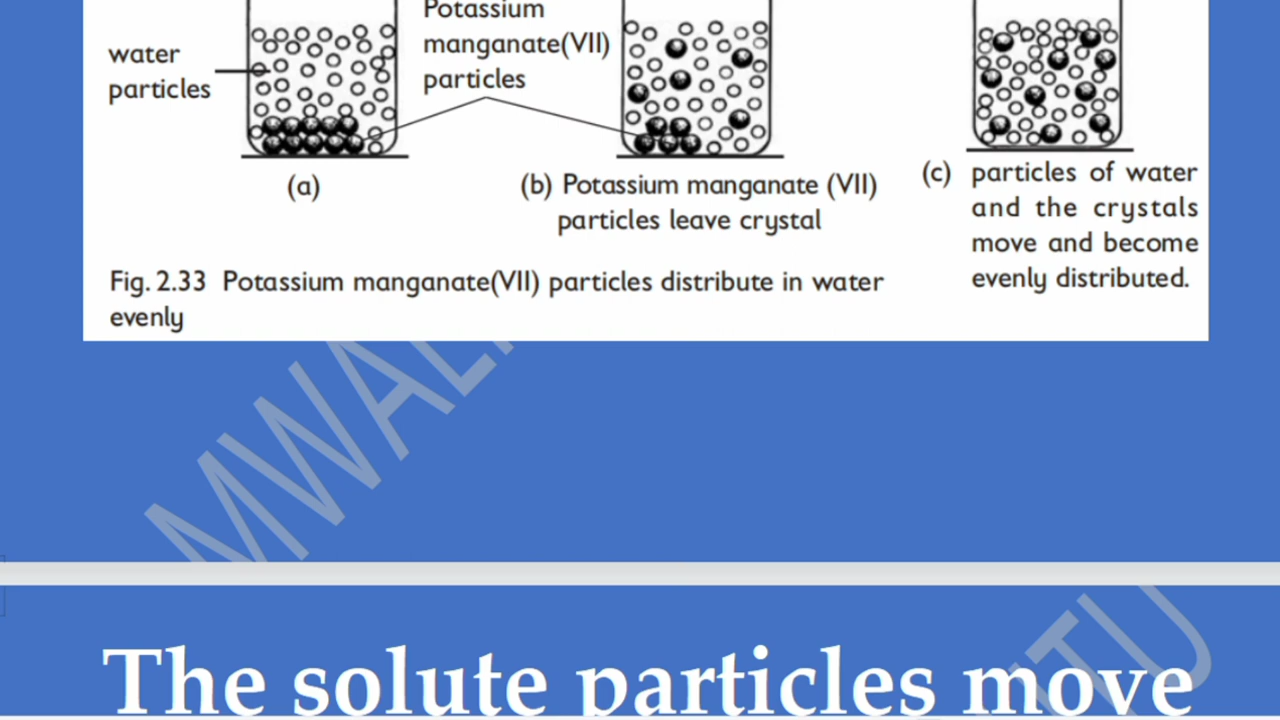 Potassium
manganate(VII)
particles
water
particles
(a)
(b) Potassium manganate (VII)
particles leave crystal
(c) particles of water
and the crystals
move and become
evenly distributed.
Fig. 2.33 Potassium manganate(VII) particles distribute in water
evenly
The solute particles move